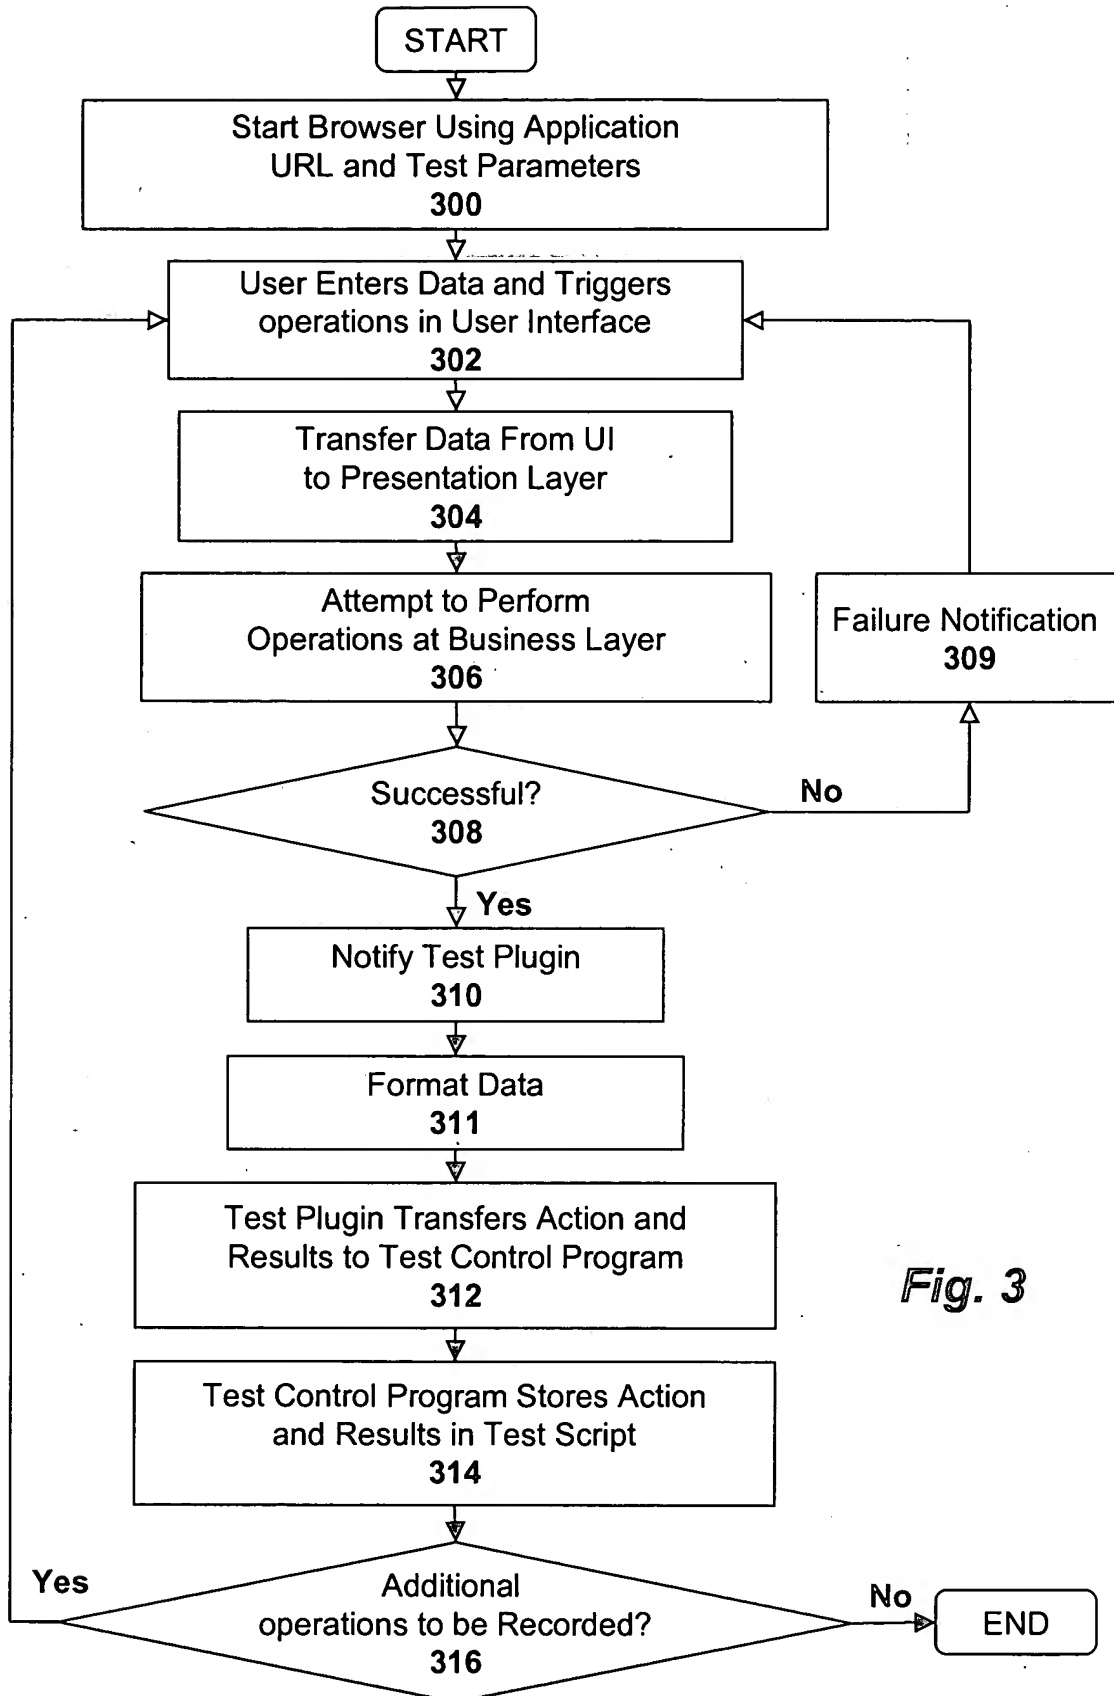 START
Start Browser Using Application
URL and Test Parameters
300
User Enters Data and Triggers
operations in User Interface
302
Transfer Data From UI
to Presentation Layer
304
Attempt to Perform
Operations at Business Layer
306
Failure Notification
309
Successful?
308
No
Yes
Notify Test Plugin
310
Format Data
311
Test Plugin Transfers Action and
Results to Test Control Program
312
Fig. 3
Test Control Program Stores Action
and Results in Test Script
314
Yes
Additional
operations to be Recorded?
316
No
END